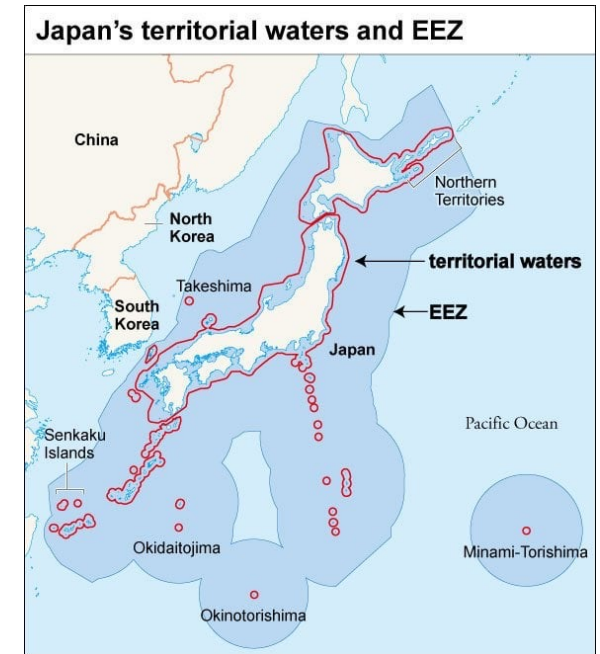 Japan's territorial waters and EEZ
China
Northern
Territories
North
Korea
territorial waters
Takeshima
South
Korea
EEZ
Japan
Pacific Ocean
Senkaku
Islands
Okidaitojima
Minami-Torishima
Okinotorishima